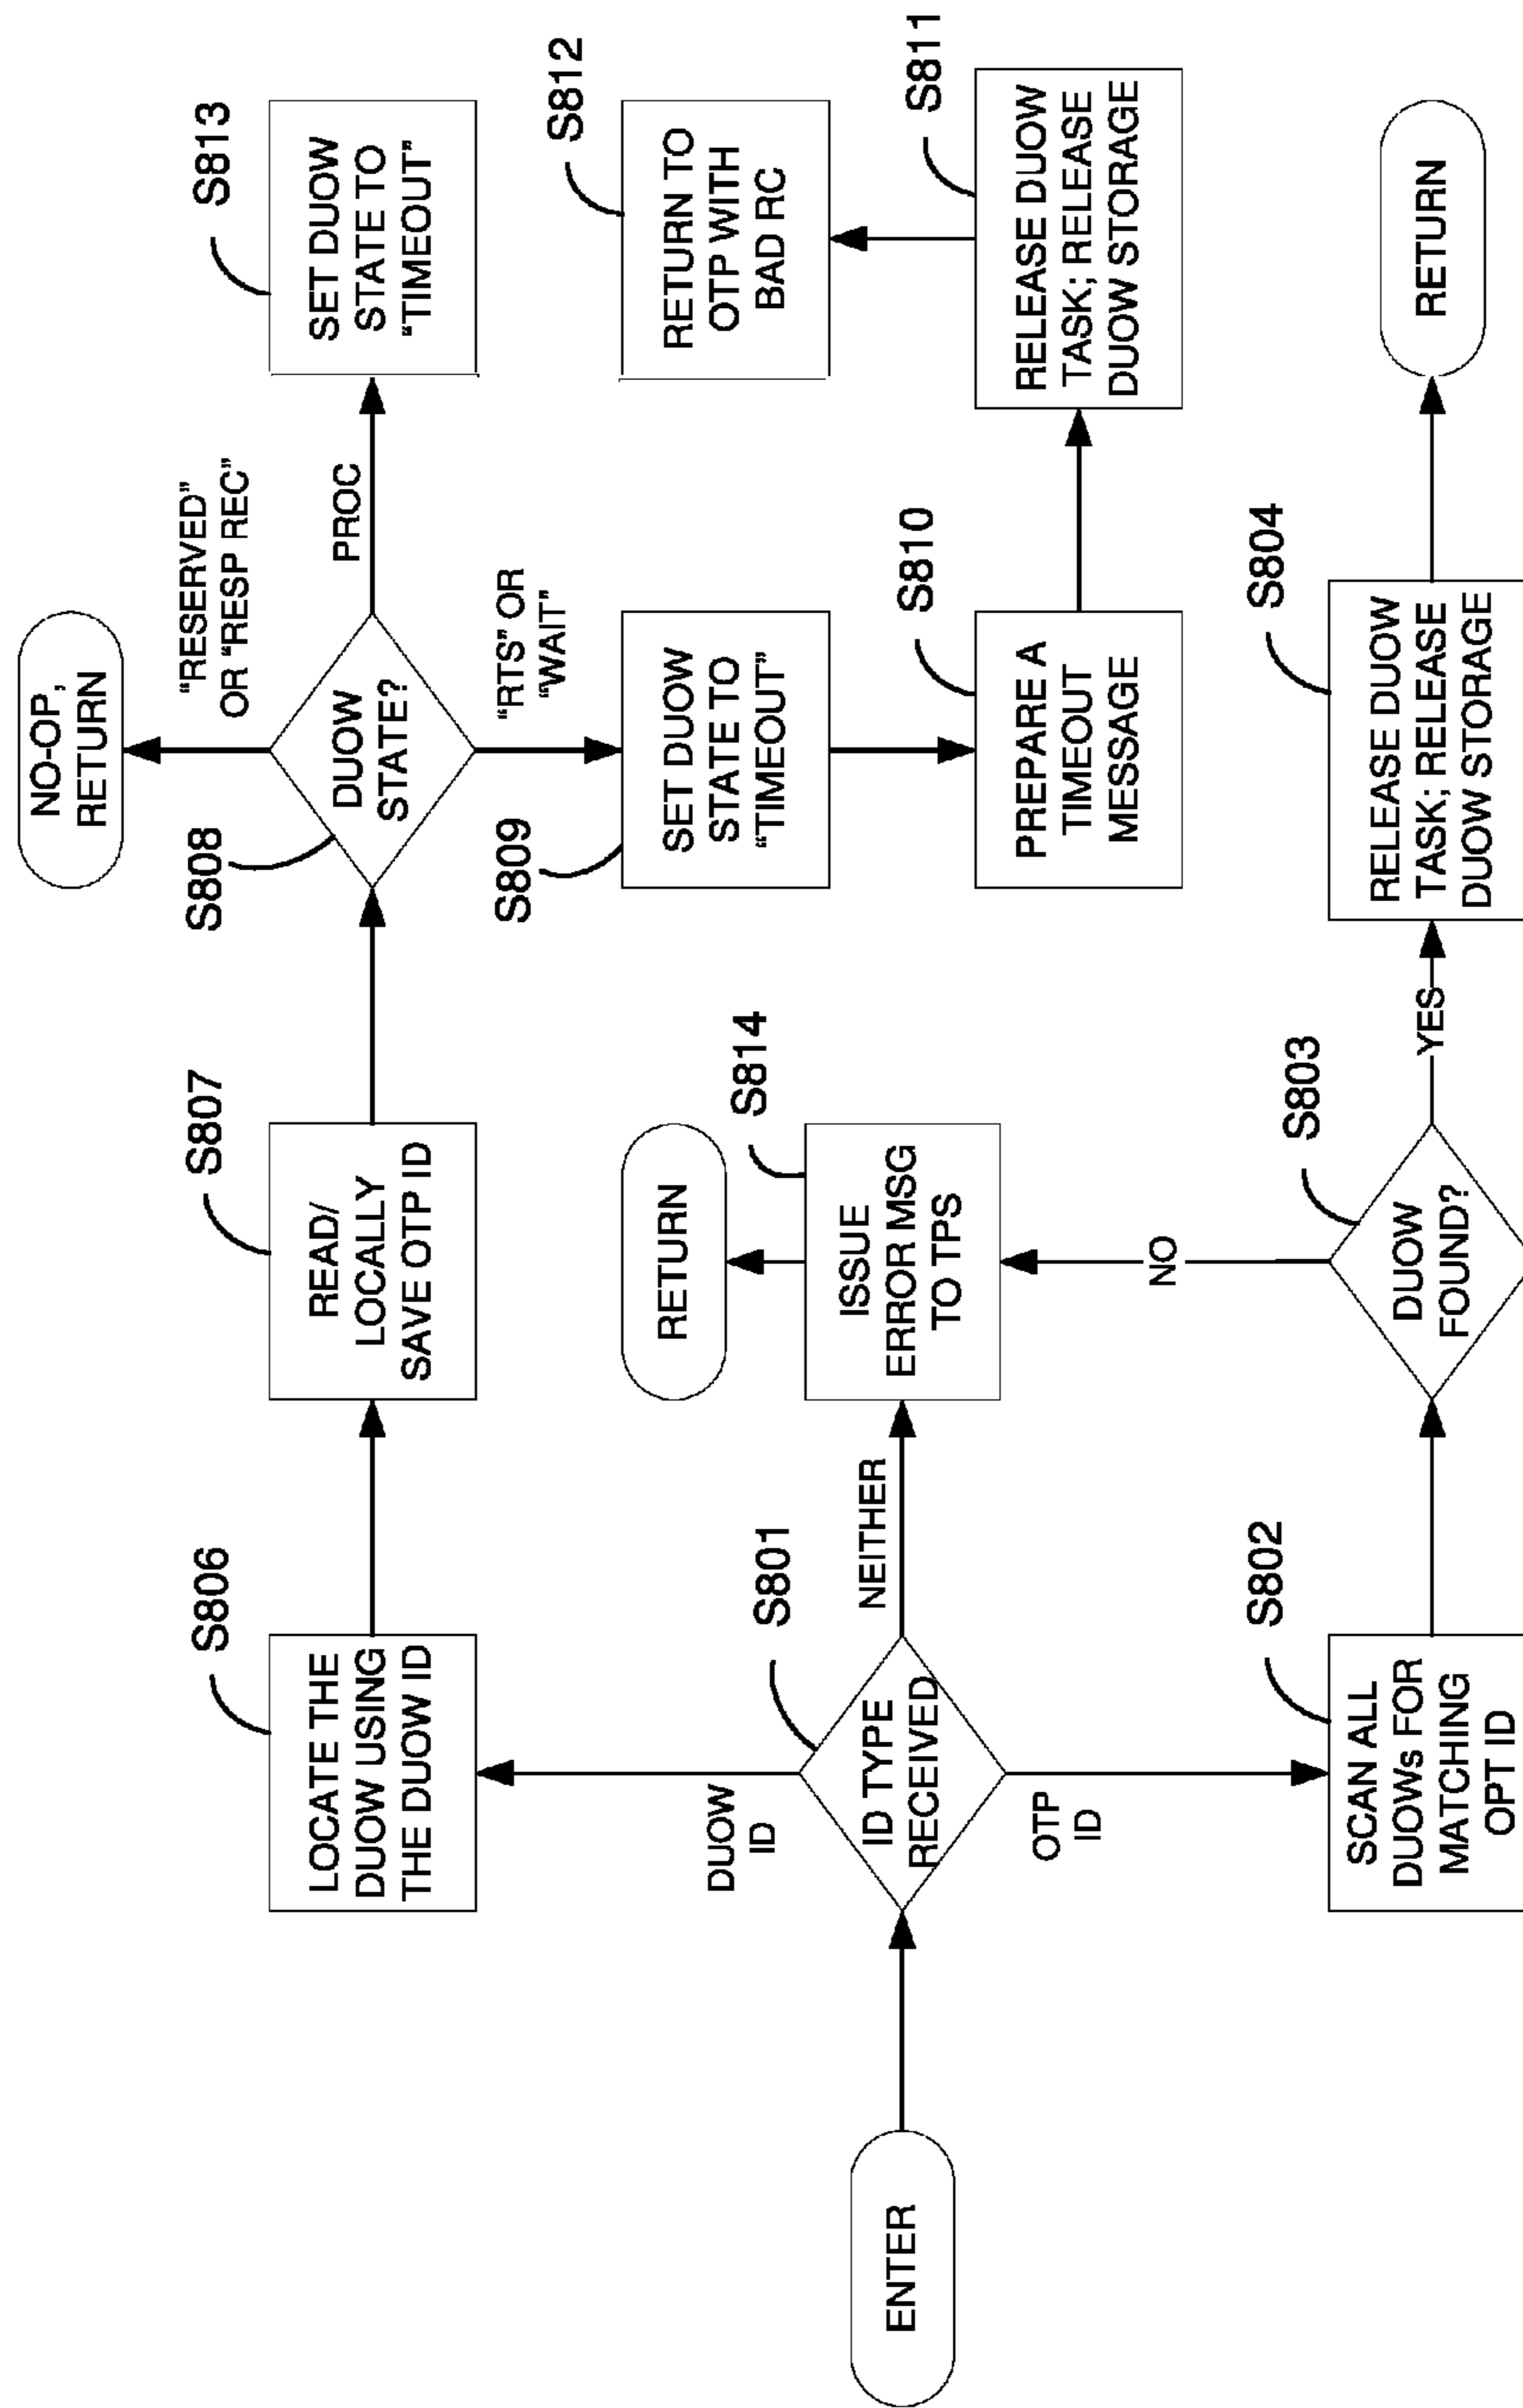 ENTER
S801
ID TYPE
RECEIVED
DUOW
ID
OTP
ID
NEITHER
S806
LOCATE THE
DUOW USING
THE DUOW ID
S807
READ/
LOCALLY
SAVE OTP ID
S808
DUOW
STATE?
NO-OP,
RETURN
“RESERVED”
OR “RESP REC”
PROC
S813
SET DUOW
STATE TO
“TIMEOUT”
“RTS” OR
“WAIT”
S809
SET DUOW
STATE TO
“TIMEOUT”
S810
PREPARE A
TIMEOUT
MESSAGE
S811
RELEASE DUOW
TASK; RELEASE
DUOW STORAGE
S812
RETURN TO
OTP WITH
BAD RC
RETURN
S814
ISSUE
ERROR MSG
TO TPS
NO
S802
SCAN ALL
DUOWs FOR
MATCHING
OPT ID
S803
DUOW
FOUND?
YES
S804
RELEASE DUOW
TASK; RELEASE
DUOW STORAGE
RETURN